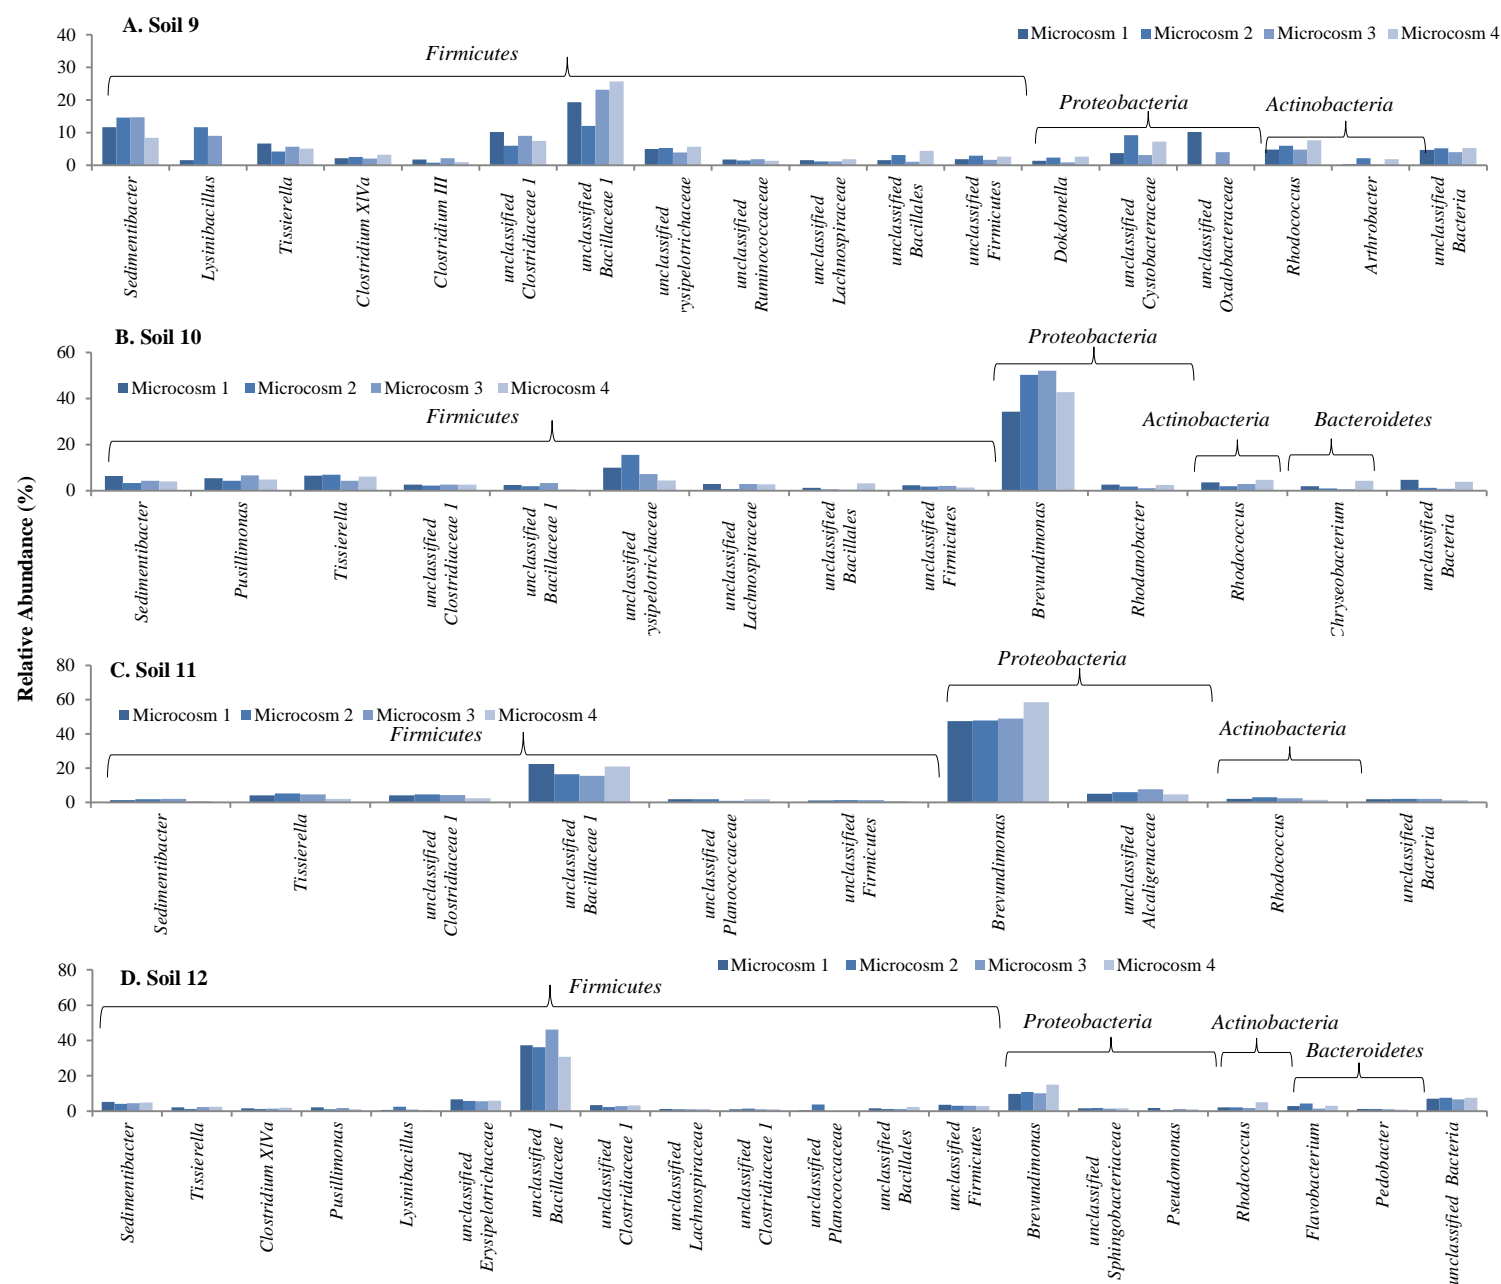 A. Soil 9
Microcosm 1 Microcosm 2 Microcosm 3 Microcosm 4
40
30
20
10
0
Firmicutes
Proteobacteria
Actinobacteria
Sedimentibacter
Lysinibacillus
Tissierella
Clostridium XIVa
Clostridium III
unclassified
Clostridiaceae 1
unclassified
Bacillaceae 1
unclassified
rysipelotrichaceae
unclassified
Ruminococcaceae
unclassified
Lachnospiraceae
unclassified
Bacillales
unclassified
Firmicutes
Dokdonella
unclassified
Cystobacteraceae
unclassified
Oxalobacteraceae
Rhodococcus
Arthrobacter
unclassified
Bacteria
Relative Abundance (%)
B. Soil 10
60
40
20
0
Microcosm 1 Microcosm 2 Microcosm 3 Microcosm 4
Firmicutes
Proteobacteria
Actinobacteria
Bacteroidetes
Sedimentibacter
Pusillimonas
Tissierella
unclassified
Clostridiaceae 1
unclassified
Bacillaceae 1
unclassified
ysipelotrichaceae
unclassified
Lachnospiraceae
unclassified
Bacillales
unclassified
Firmicutes
Brevundimonas
Rhodanobacter
Rhodococcus
Chryseobacterium
unclassified
Bacteria
C. Soil 11
80
60
40
20
0
Microcosm 1 Microcosm 2 Microcosm 3 Microcosm 4
Firmicutes
Proteobacteria
Actinobacteria
Sedimentibacter
Tissierella
unclassified
Clostridiaceae 1
unclassified
Bacillaceae 1
unclassified
Planococcaceae
unclassified
Firmicutes
Brevundimonas
unclassified
Alcaligenaceae
Rhodococcus
unclassified
Bacteria
D. Soil 12
80
60
40
20
0
Microcosm 1 Microcosm 2 Microcosm 3 Microcosm 4
Firmicutes
Proteobacteria
Actinobacteria
Bacteroidetes
Sedimentibacter
Tissierella
Clostridium XIVa
Pusillimonas
Lysinibacillus
unclassified
Erysipelotrichaceae
unclassified
Bacillaceae 1
unclassified
Clostridiaceae 1
unclassified
Lachnospiraceae
unclassified
Clostridiaceae 1
unclassified
Planococcaceae
unclassified
Bacillales
unclassified
Firmicutes
Brevundimonas
unclassified
Sphingobacteriaceae
Pseudomonas
Rhodococcus
Flavobacterium
Pedobacter
unclassified Bacteria